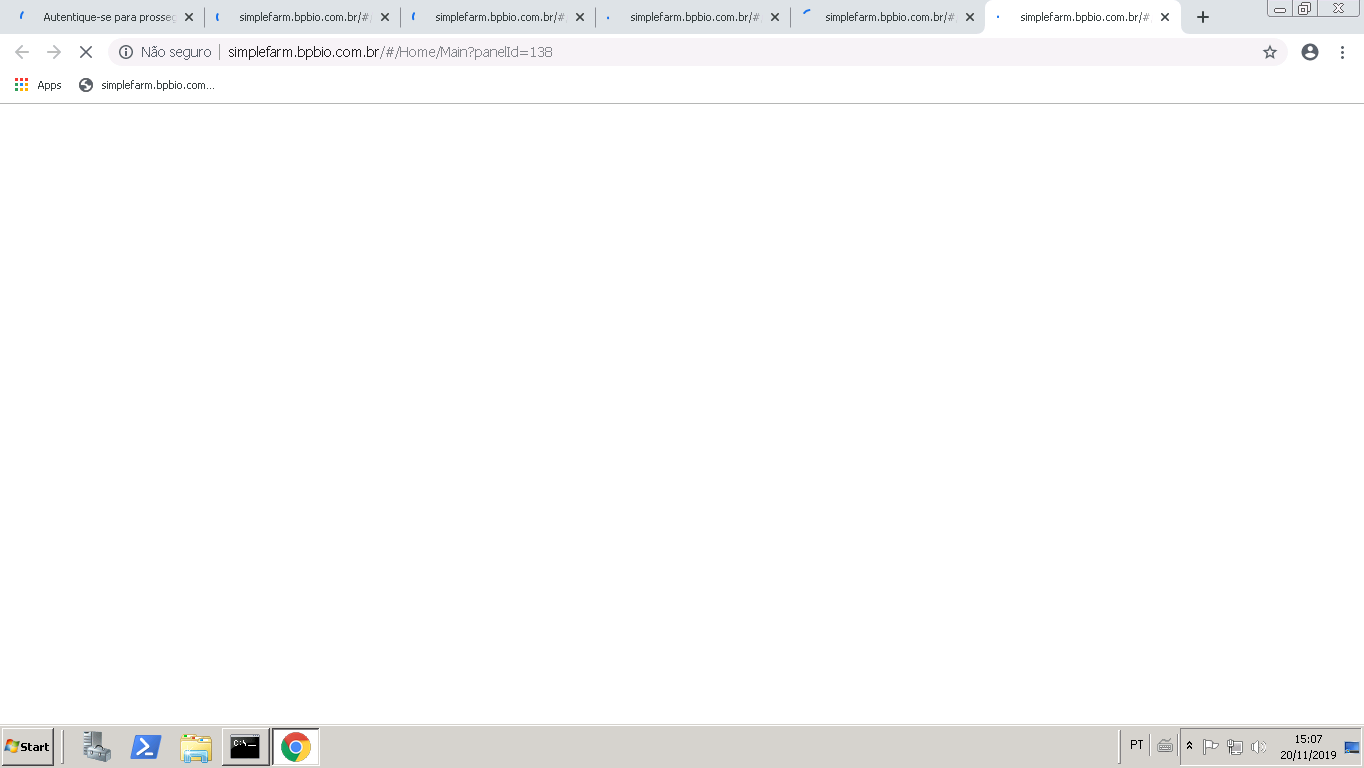 Autentique-se para prosseg
simplefarm.bpbio.com.br/#/
simplefarm.bpbio.com.br/#
simplefarm.bpbio.com.br/#/
simplefarm.bpbio.com.br/#
simplefarm.bpbio.com.br/#
Não seguro
simplefarm.bpbio.com.br/#/Home/Main?panelId=138
Apps
simplefarm.bpbio.com...
C:\_
Start
PT
15:07
20/11/2019